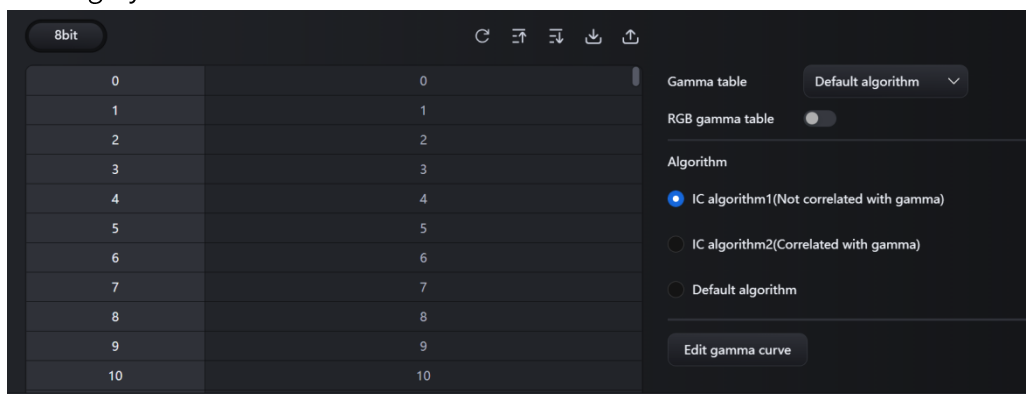 8bit
0 0
1 1
2 2
3 3
4 4
5 5
6 6
7 7
8 8
9 9
10 10
Gamma table Default algorithm
RGB gamma table
Algorithm
IC algorithm1(Not correlated with gamma)
IC algorithm2(Correlated with gamma)
Default algorithm
Edit gamma curve